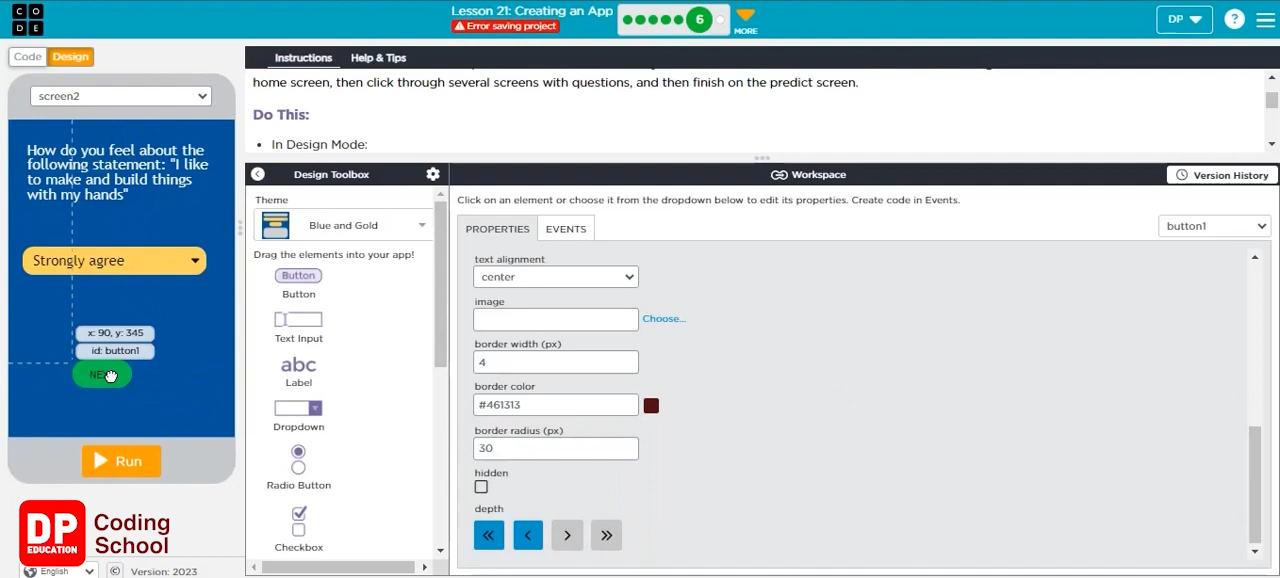 C O
D E
Lesson 21: Creating an App
Error saving project
6
MORE
DP
?
Code
Design
Instructions
Help & Tips
screen2
home screen, then click through several screens with questions, and then finish on the predict screen.
Do This:
In Design Mode:
How do you feel about the
following statement: "I like
to make and build things
with my hands"
Strongly agree
x: 90, y: 345
id: button1
Run
Design Toolbox
Workspace
Version History
Theme
Blue and Gold
Drag the elements into your app!
Button
Button
Text Input
abc
Label
Dropdown
Radio Button
Checkbox
Click on an element or choose it from the dropdown below to edit its properties. Create code in Events.
PROPERTIES
EVENTS
button1
text alignment
center
image
Choose...
border width (px)
4
border color
#461313
border radius (px)
30
hidden
depth
DP
EDUCATION
Coding
School
English
©
Version: 2023